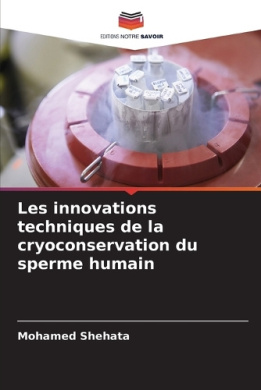 EDITIONS NOTRE SAVOIR
Les innovations
techniques de la
cryoconservation du
sperme humain
Mohamed Shehata